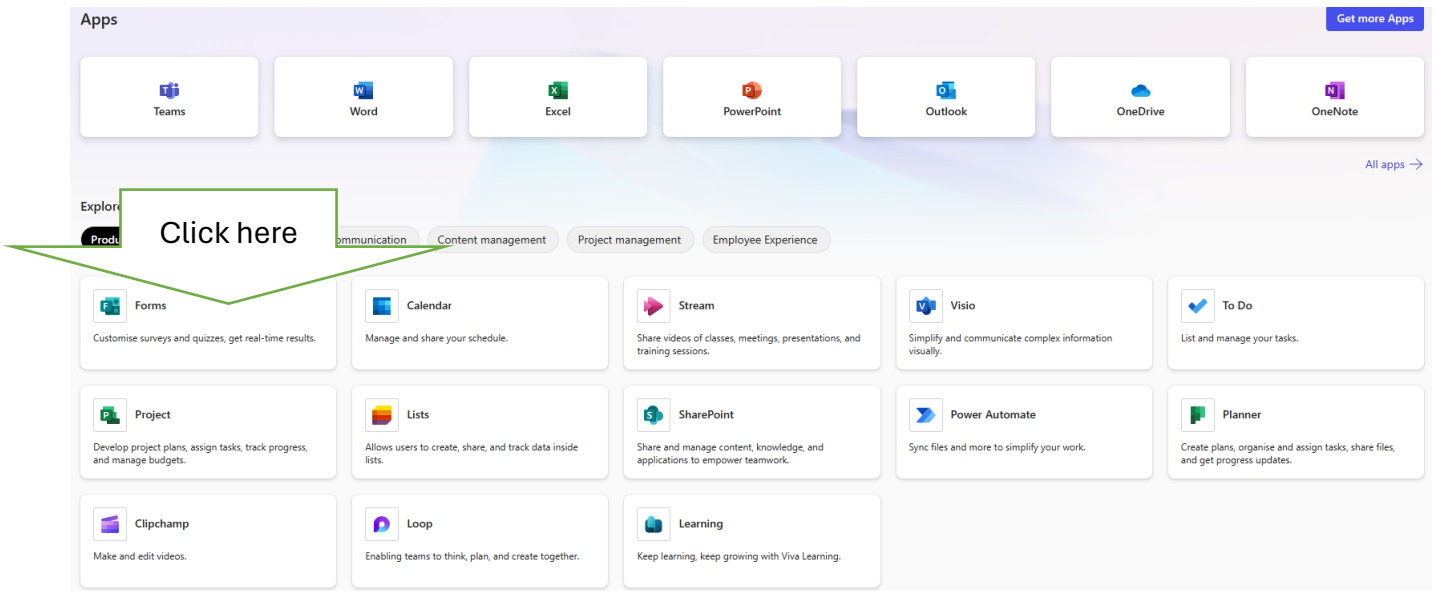 Apps
Get more Apps
Teams
Word
Excel
PowerPoint
Outlook
OneDrive
OneNote
All apps →
Click here
Content management
Project management
Employee Experience
Forms
Customise surveys and quizzes, get real-time results.
Calendar
Manage and share your schedule.
Stream
Share videos of classes, meetings, presentations, and
training sessions.
Visio
Simplify and communicate complex information
visually.
To Do
List and manage your tasks.
Project
Develop project plans, assign tasks, track progress,
and manage budgets.
Lists
Allows users to create, share, and track data inside
lists.
SharePoint
Share and manage content, knowledge, and
applications to empower teamwork.
Power Automate
Sync files and more to simplify your work.
Planner
Create plans, organise and assign tasks, share files,
and get progress updates.
Clipchamp
Make and edit videos.
Loop
Enabling teams to think, plan, and create together.
Learning
Keep learning, keep growing with Viva Learning.